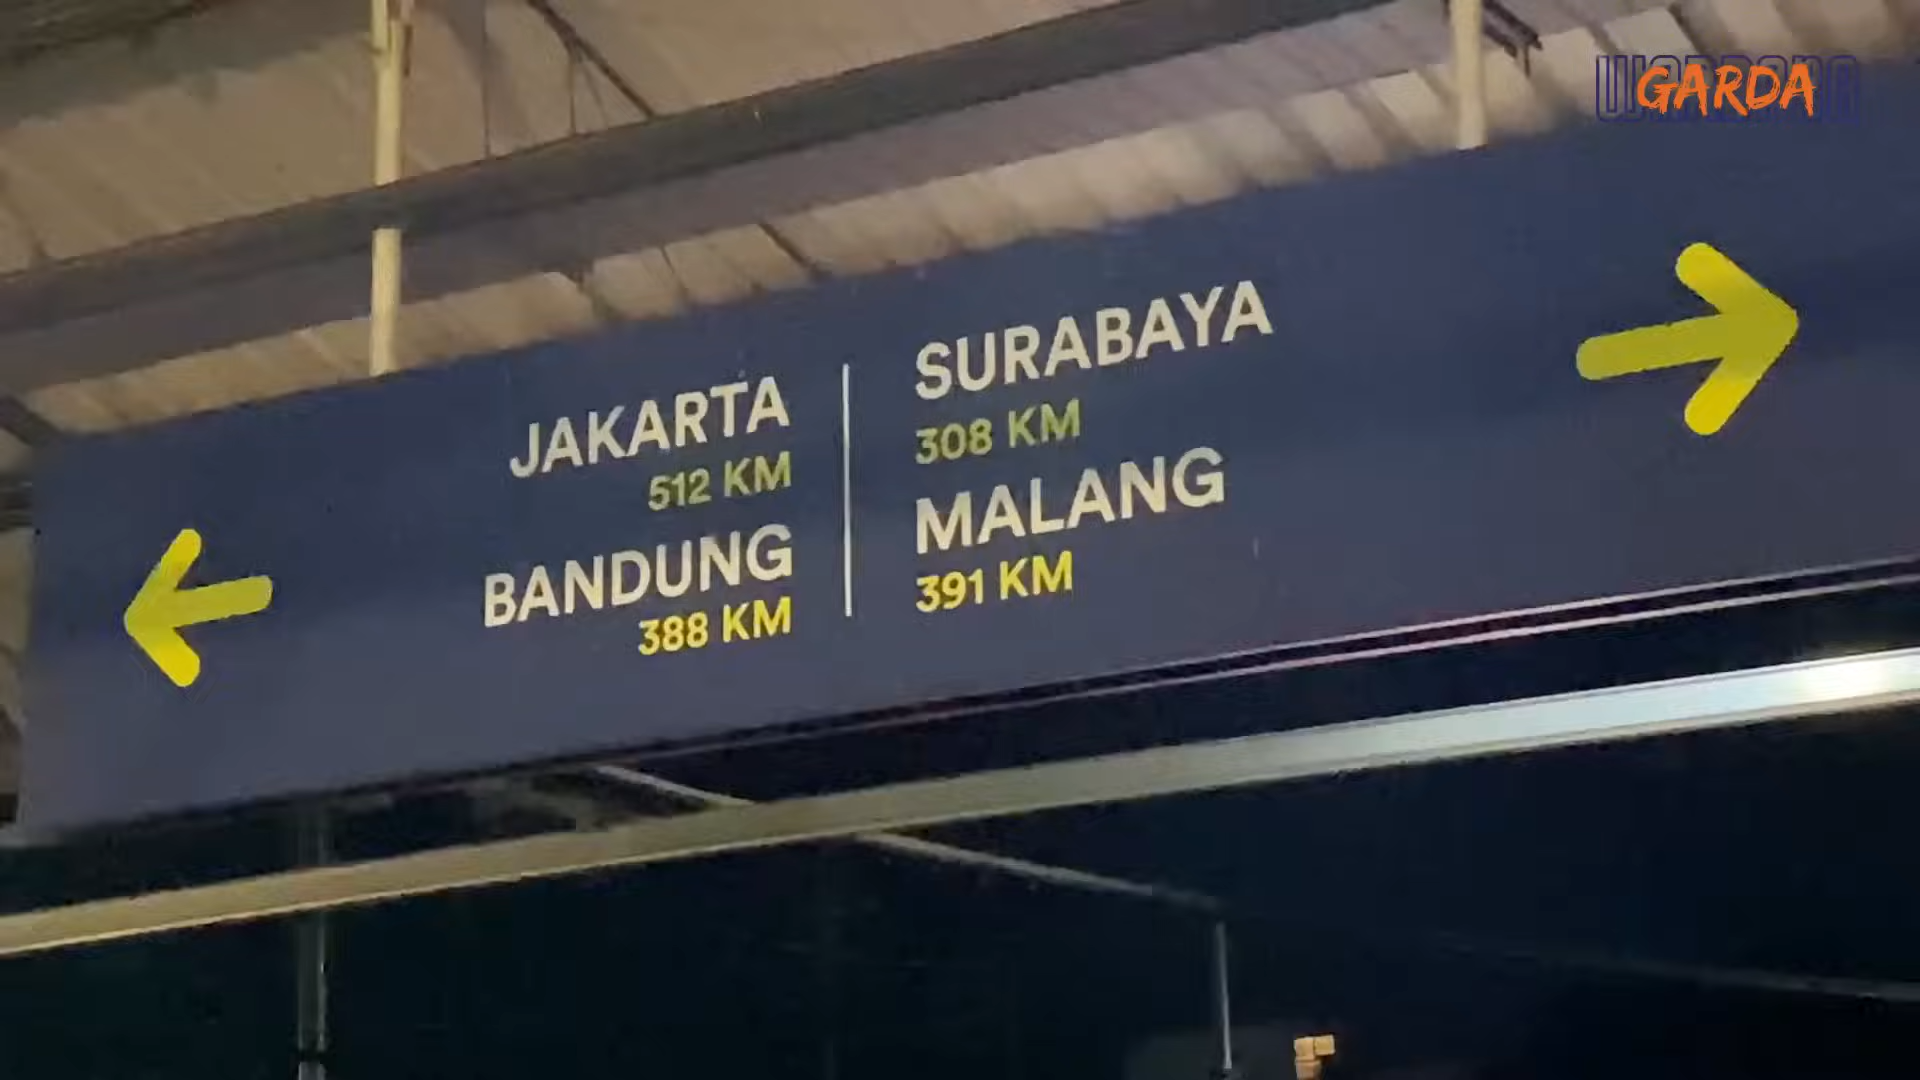 GARDA
JAKARTA
512 KM
BANDUNG
388 KM
SURABAYA
308 KM
MALANG
391 KM